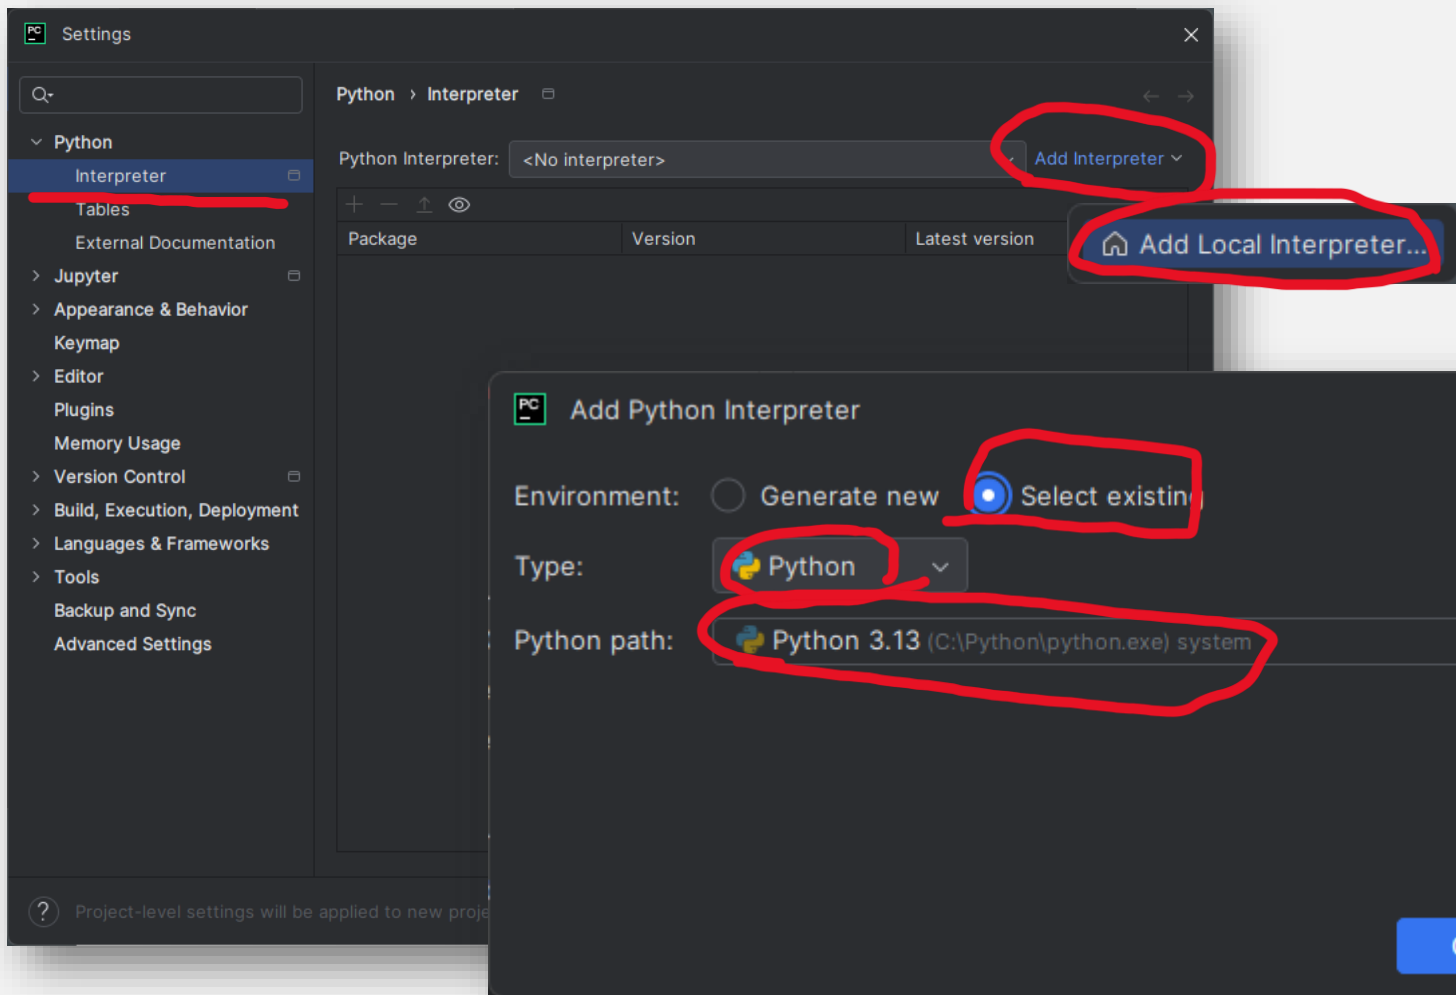 PC
Settings
Python › Interpreter
Python
Interpreter
Tables
External Documentation
Jupyter
Appearance & Behavior
Keymap
Editor
Plugins
Memory Usage
Version Control
Build, Execution, Deployment
Languages & Frameworks
Tools
Backup and Sync
Advanced Settings
Python Interpreter: <No interpreter> Add Interpreter
Package Version Latest version
Add Local Interpreter...
PC
Add Python Interpreter
Environment: Generate new Select existing
Type: Python
Python path: Python 3.13 (C:\Python\python.exe) system
? Project-level settings will be applied to new